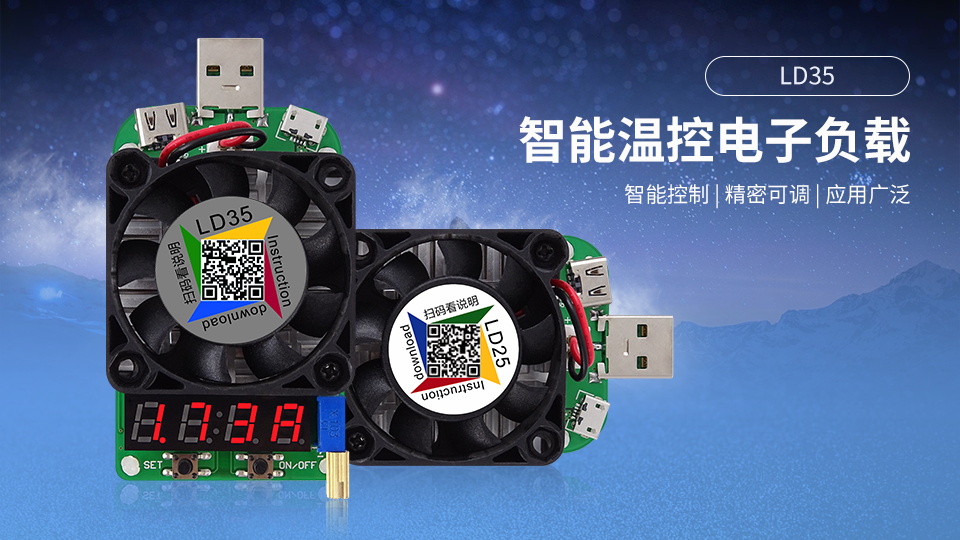 LD35
智能温控电子负载
智能控制 | 精密可调 | 应用广泛
LD35
Instruction
download
扫码看说明
1.73A
SET
ON/OFF
扫码看说明
LD25
Instruction
download